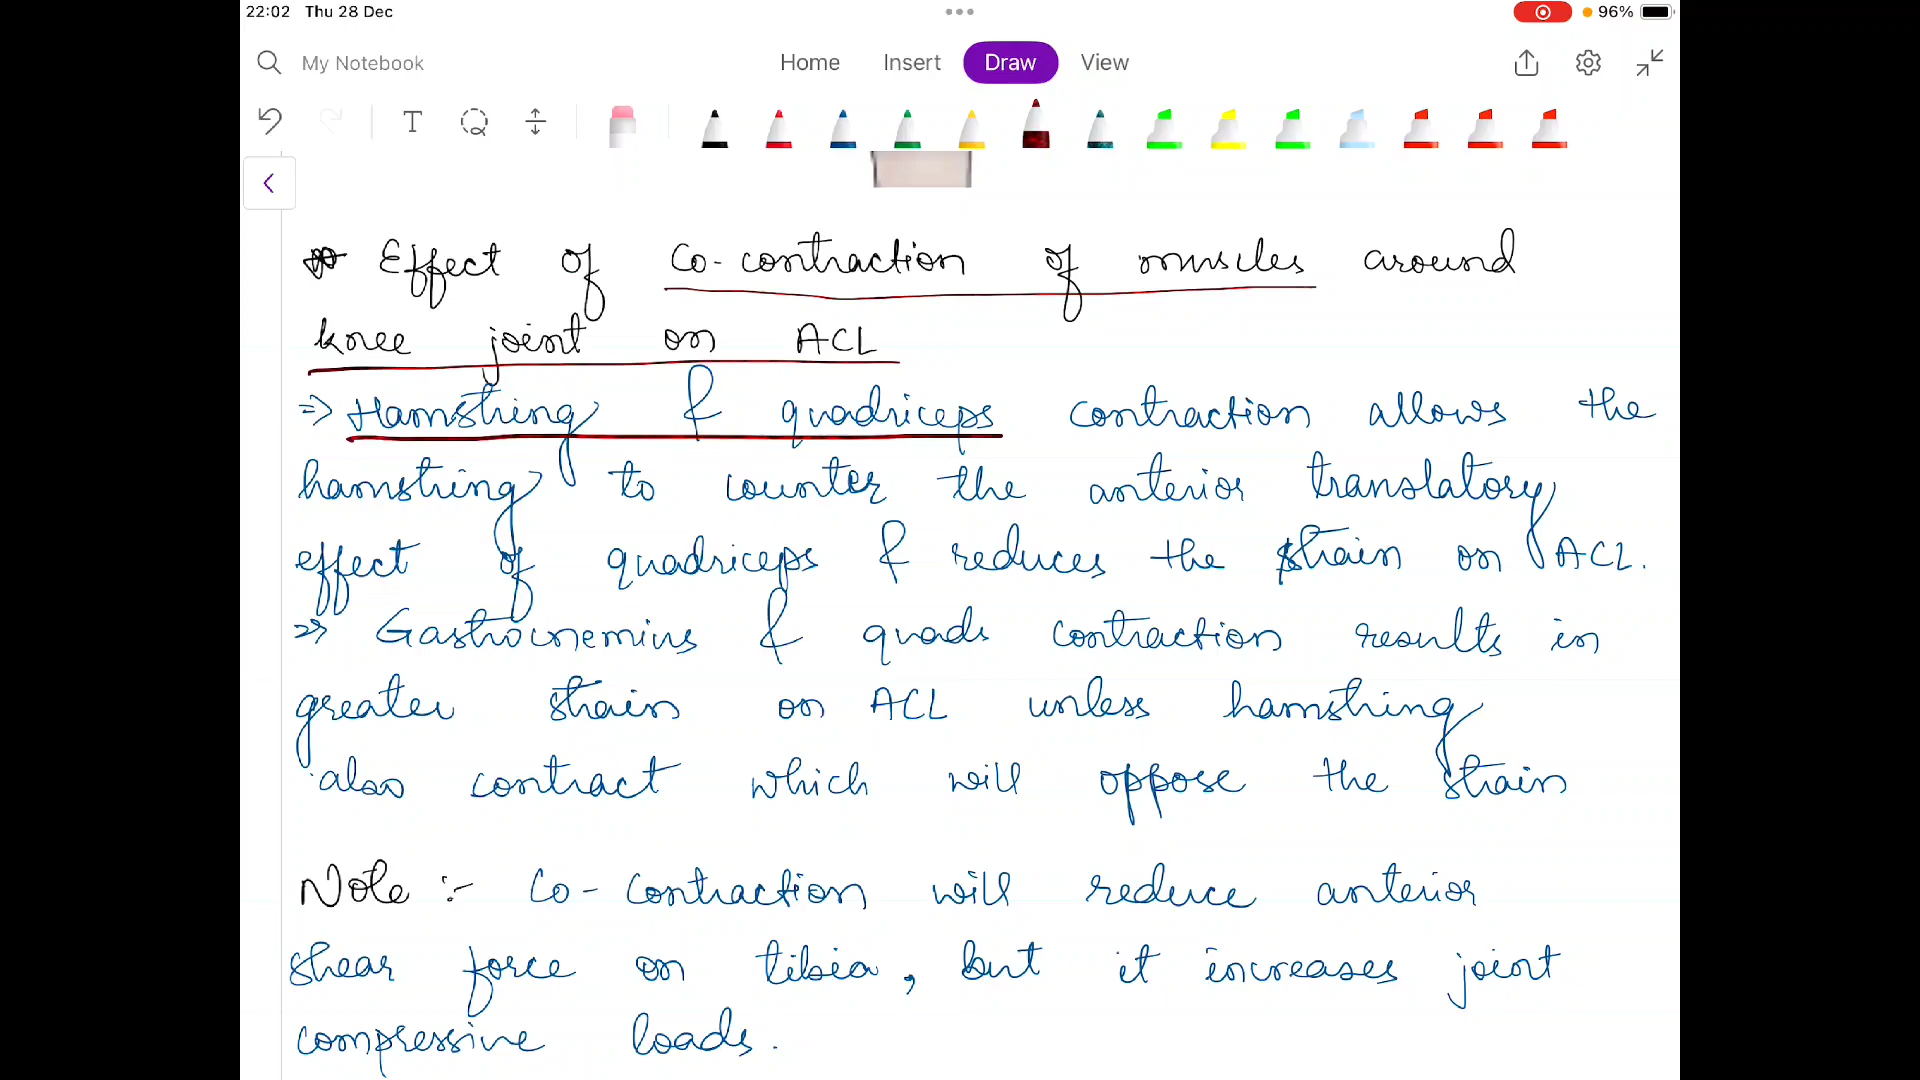 22:02 Thu 28 Dec
96%
My Notebook
Home Insert Draw View
T
Effect of Co-contraction of muscles around
knee joint on ACL
=> Hamstring & quadriceps contraction allows the
hamstring to counter the anterior translatory
effect of quadriceps & reduces the strain on ACL.
=> Gastrocnemius & quads contraction results in
greater strain on ACL unless hamstring
also contract which will oppose the strain
Note :- Co-contraction will reduce anterior
shear force on tibia, but it increases joint
compressive loads.